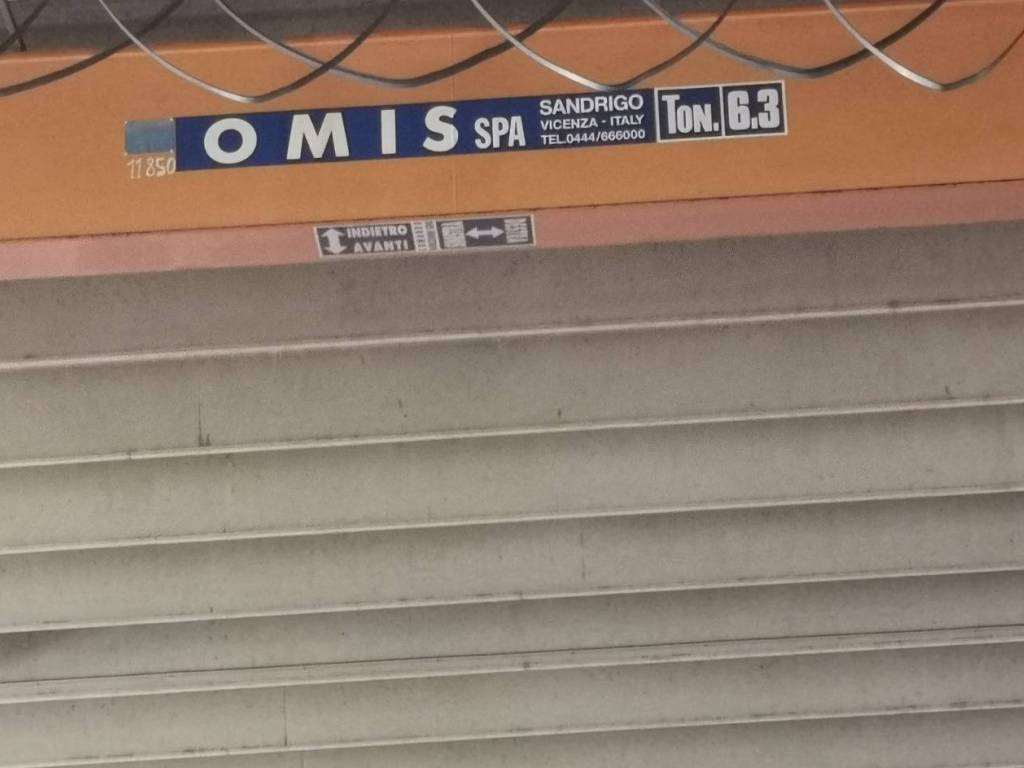 OMIS SPA
SANDRIGO
VICENZA - ITALY
TEL.0444/666000
TON. 6.3
11850
INDIETRO
AVANTI